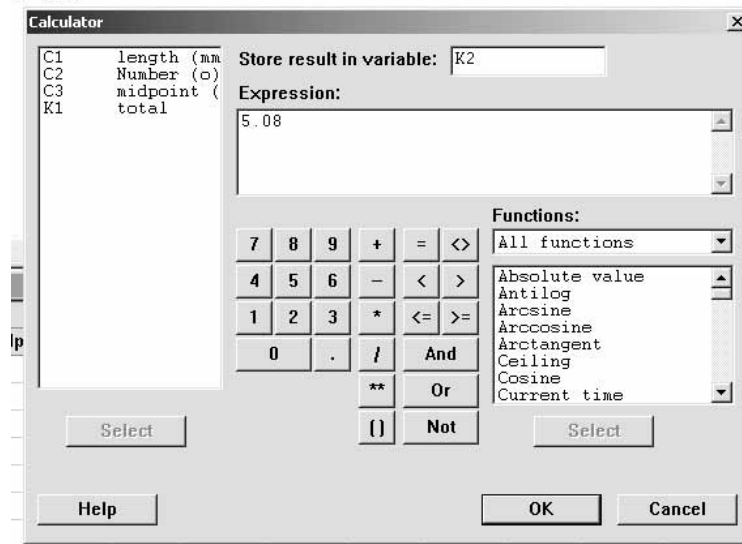 Calculator
C1 length (mm
C2 Number (o)
C3 midpoint (
K1 total
Store result in variable: K2
Expression:
5.08
7 8 9 + = <>
4 5 6 – < >
1 2 3 * <= >=
0 . / And
** Or
() Not
Functions:
All functions
Absolute value
Antilog
Arcsine
Arccosine
Arctangent
Ceiling
Cosine
Current time
Select
Select
Help
OK
Cancel
lp